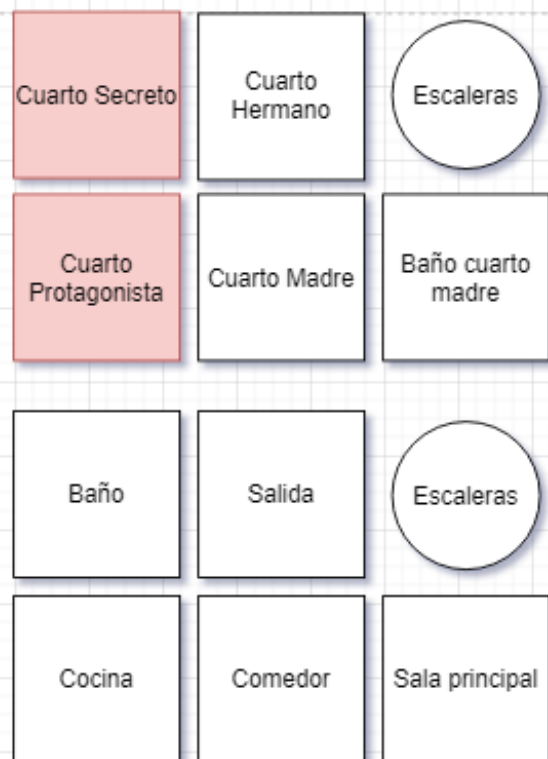 Cuarto Secreto
Cuarto
Hermano
Escaleras
Cuarto
Protagonista
Cuarto Madre
Baño cuarto
madre
Baño
Salida
Escaleras
Cocina
Comedor
Sala principal